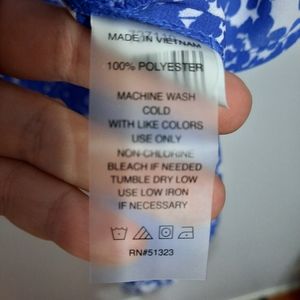 MADE IN VIETNAM
100% POLYESTER
MACHINE WASH
COLD
WITH LIKE COLORS
USE ONLY
NON-CHLORINE
BLEACH IF NEEDED
TUMBLE DRY LOW
USE LOW IRON
IF NECESSARY
RN#51323